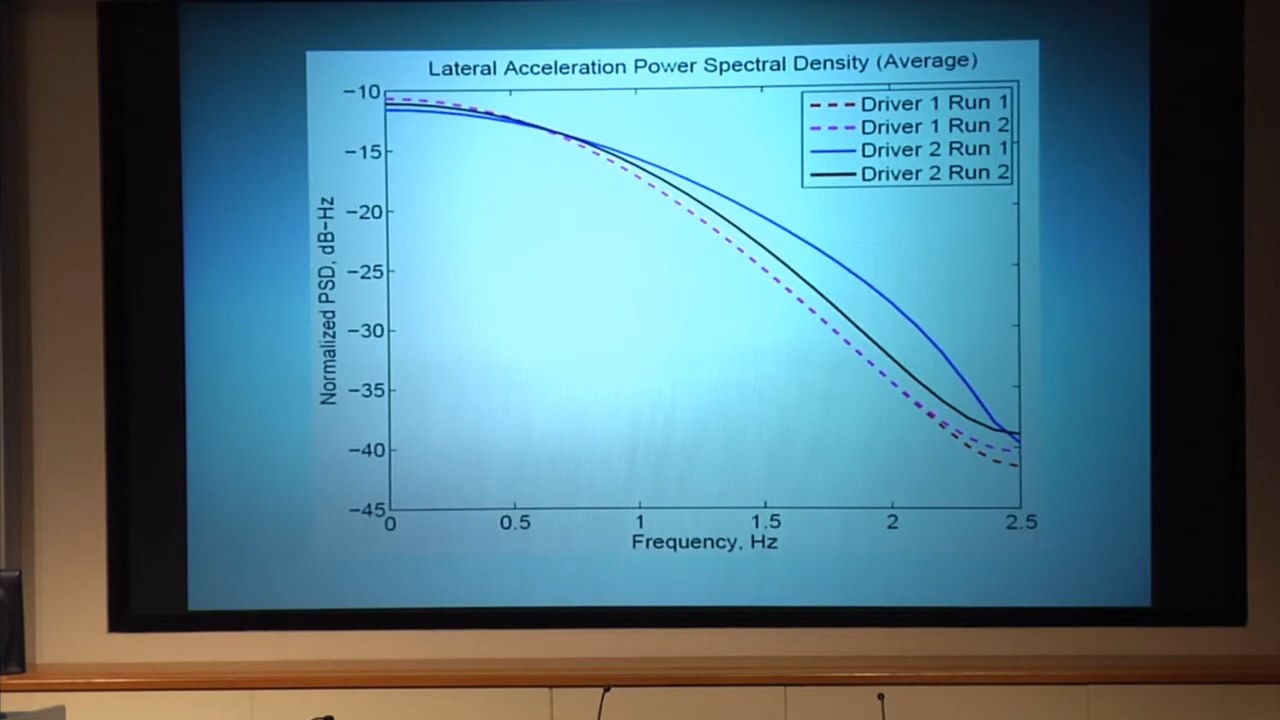 Lateral Acceleration Power Spectral Density (Average)
Driver 1 Run 1
Driver 1 Run 2
Driver 2 Run 1
Driver 2 Run 2
Normalized PSD, dB-Hz
−10
−15
−20
−25
−30
−35
−40
−45
0 0.5 1 1.5 2 2.5
Frequency, Hz